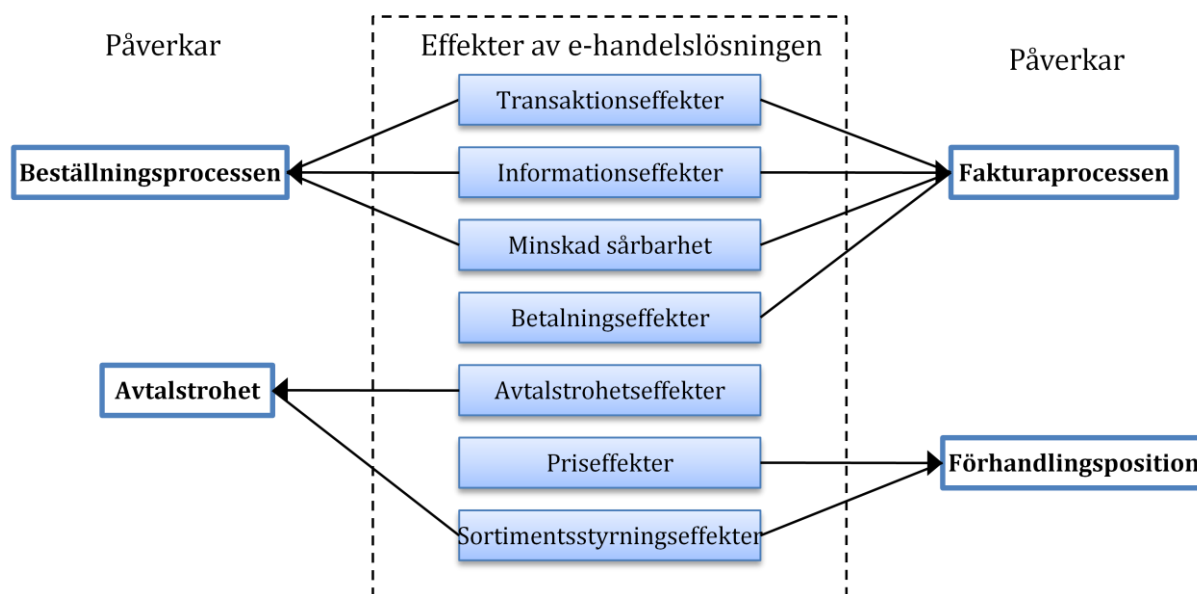 Påverkar
Effekter av e-handelslösningen
Påverkar
Transaktionseffekter
Beställningsprocessen
Informationseffekter
Fakturaprocessen
Minskad sårbarhet
Betalningseffekter
Avtalstrohet
Avtalstrohetseffekter
Priseffekter
Förhandlingsposition
Sortimentsstyrningseffekter